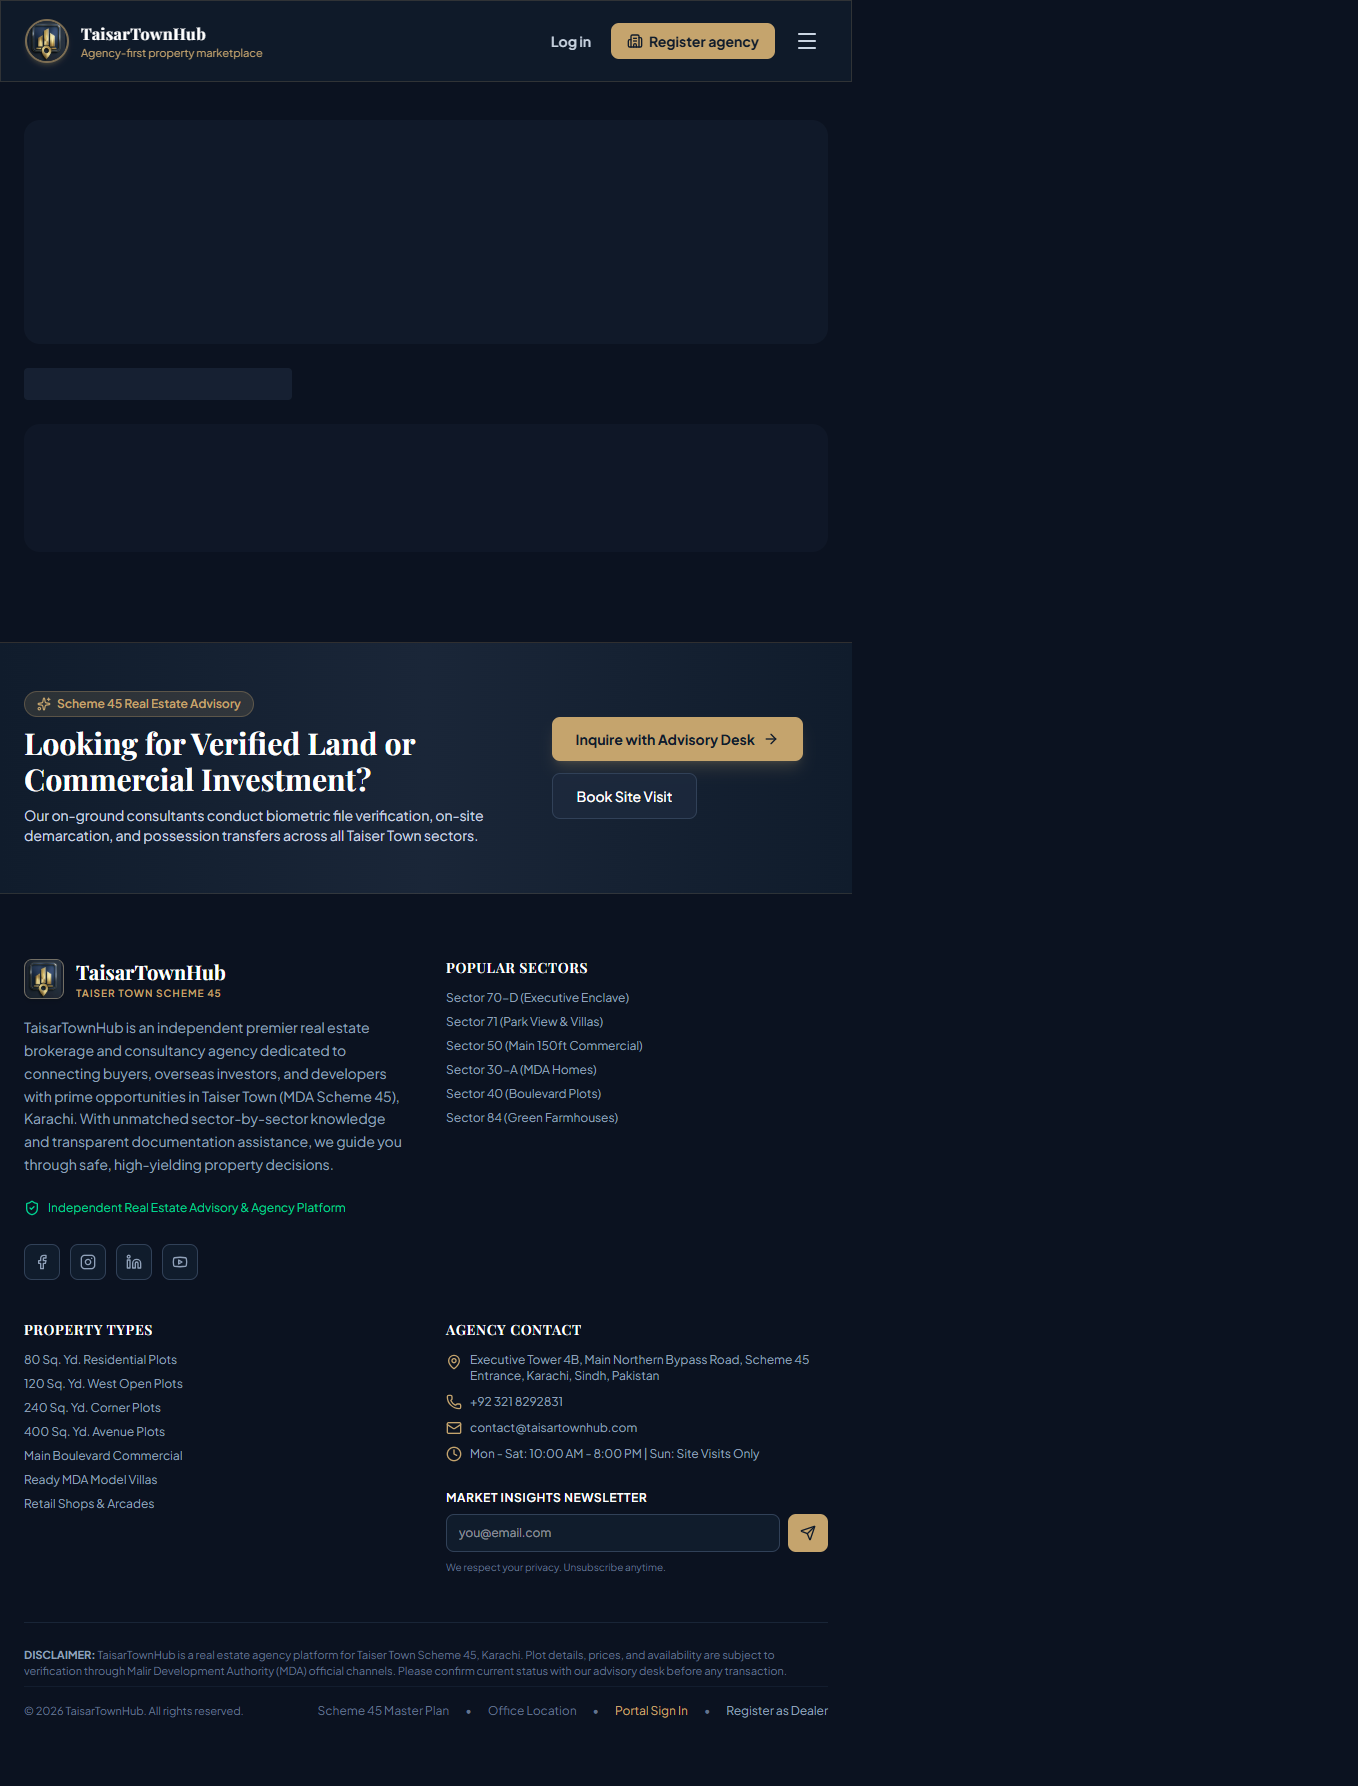 TaisarTownHub
Agency-first property marketplace
Log in
Register agency
Scheme 45 Real Estate Advisory
Looking for Verified Land or
Commercial Investment?
Our on-ground consultants conduct biometric file verification, on-site
demarcation, and possession transfers across all Taiser Town sectors.
Inquire with Advisory Desk
Book Site Visit
TaisarTownHub
TAISER TOWN SCHEME 45
TaisarTownHub is an independent premier real estate
brokerage and consultancy agency dedicated to
connecting buyers, overseas investors, and developers
with prime opportunities in Taiser Town (MDA Scheme 45),
Karachi. With unmatched sector-by-sector knowledge
and transparent documentation assistance, we guide you
through safe, high-yielding property decisions.
Independent Real Estate Advisory & Agency Platform
POPULAR SECTORS
Sector 70-D (Executive Enclave)
Sector 71 (Park View & Villas)
Sector 50 (Main 150ft Commercial)
Sector 30-A (MDA Homes)
Sector 40 (Boulevard Plots)
Sector 84 (Green Farmhouses)
PROPERTY TYPES
80 Sq. Yd. Residential Plots
120 Sq. Yd. West Open Plots
240 Sq. Yd. Corner Plots
400 Sq. Yd. Avenue Plots
Main Boulevard Commercial
Ready MDA Model Villas
Retail Shops & Arcades
AGENCY CONTACT
Executive Tower 4B, Main Northern Bypass Road, Scheme 45
Entrance, Karachi, Sindh, Pakistan
+92 321 8292831
contact@taisartownhub.com
Mon - Sat: 10:00 AM - 8:00 PM | Sun: Site Visits Only
MARKET INSIGHTS NEWSLETTER
you@email.com
We respect your privacy. Unsubscribe anytime.
DISCLAIMER: TaisarTownHub is a real estate agency platform for Taiser Town Scheme 45, Karachi. Plot details, prices, and availability are subject to
verification through Malir Development Authority (MDA) official channels. Please confirm current status with our advisory desk before any transaction.
© 2026 TaisarTownHub. All rights reserved.
Scheme 45 Master Plan • Office Location • Portal Sign In • Register as Dealer